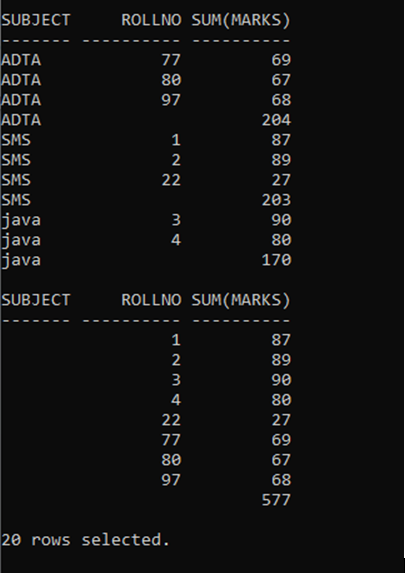 SUBJECT     ROLLNO SUM(MARKS)
------- ---------- ----------
ADTA            77         69
ADTA            80         67
ADTA            97         68
ADTA                      204
SMS              1         87
SMS              2         89
SMS             22         27
SMS                       203
java             3         90
java             4         80
java                      170

SUBJECT     ROLLNO SUM(MARKS)
------- ---------- ----------
                 1         87
                 2         89
                 3         90
                 4         80
                22         27
                77         69
                80         67
                97         68
                          577

20 rows selected.